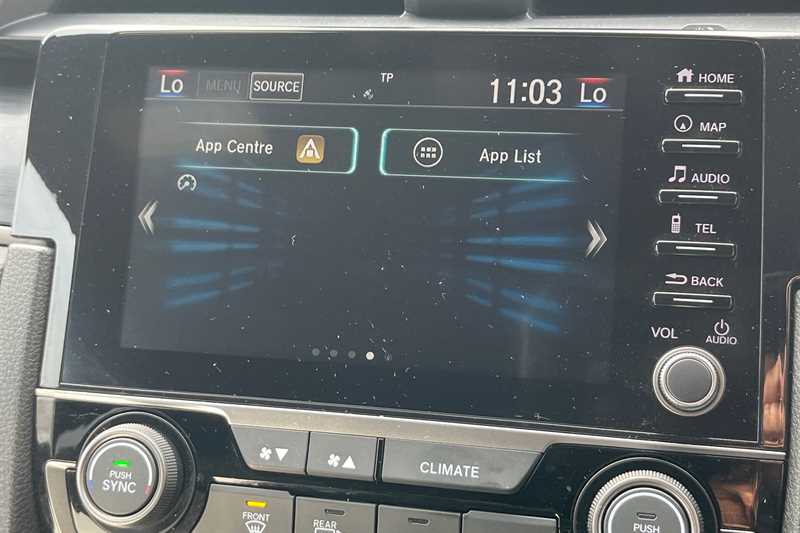 Lo MENU SOURCE TP 11:03 Lo
App Centre App List
HOME
MAP
AUDIO
TEL
BACK
VOL AUDIO
PUSH
SYNC
CLIMATE
FRONT
REAR
PUSH